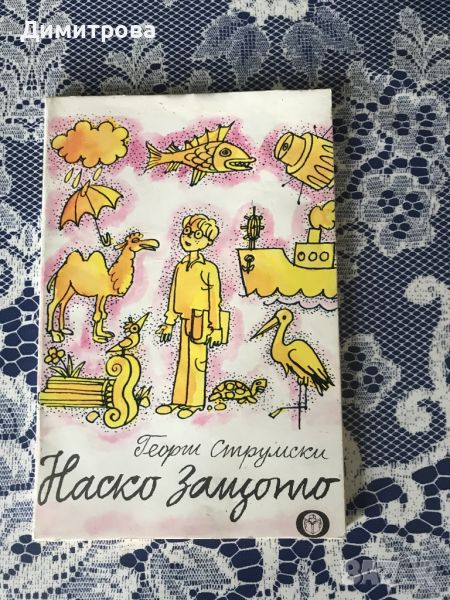 Димитрова
Георги Струмски
Наско Защото